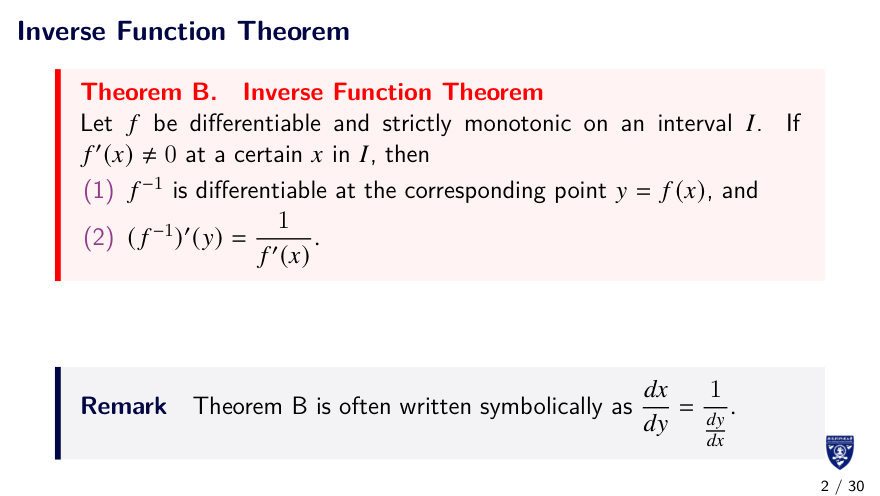 Inverse Function Theorem
Theorem B. Inverse Function Theorem
Let f be differentiable and strictly monotonic on an interval I. If
f′(x) ≠ 0 at a certain x in I, then
(1) f⁻¹ is differentiable at the corresponding point y = f(x), and
(2) (f⁻¹)′(y) = 1/f′(x).
Remark Theorem B is often written symbolically as dx/dy = 1/(dy/dx).
2 / 30